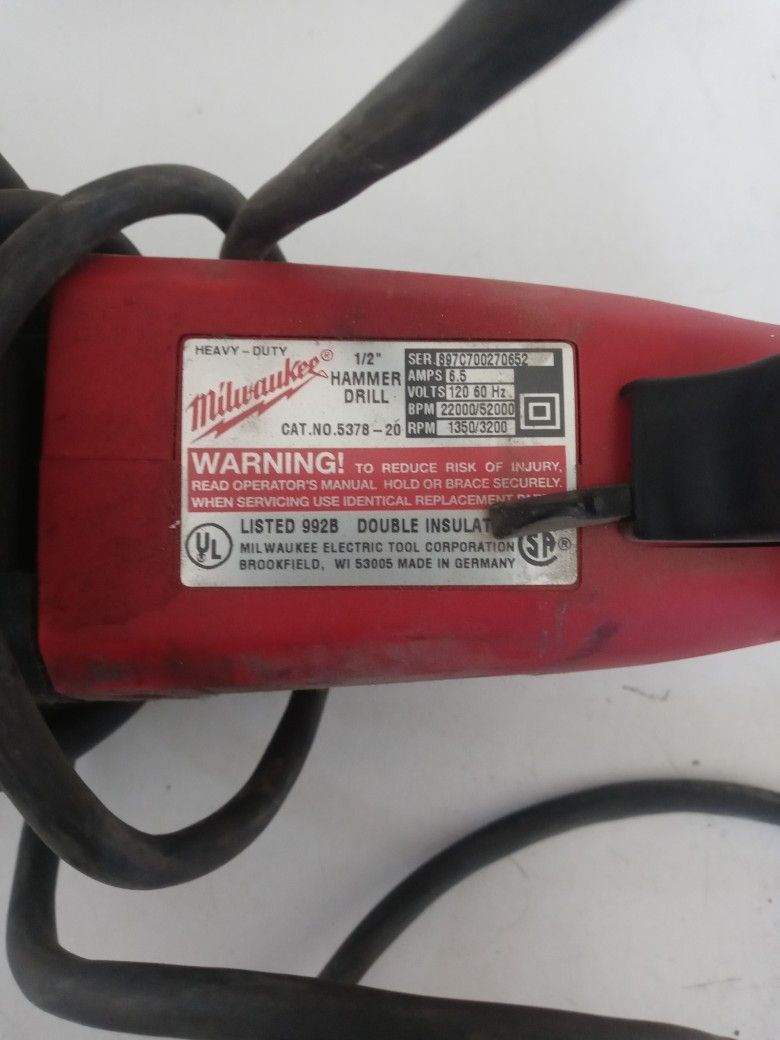 HEAVY-DUTY
Milwaukee®
1/2"
HAMMER
DRILL
CAT.NO.5378-20
SER. 897C700270652
AMPS 6.5
VOLTS 120 60 Hz
BPM 22000/52000
RPM 1350/3200
WARNING! TO REDUCE RISK OF INJURY,
READ OPERATOR'S MANUAL HOLD OR BRACE SECURELY.
WHEN SERVICING USE IDENTICAL REPLACEMENT
UL
LISTED 992B DOUBLE
MILWAUKEE ELECTRIC TOOL CORPORATION
BROOKFIELD, WI 53005 MADE IN GERMANY
SA®